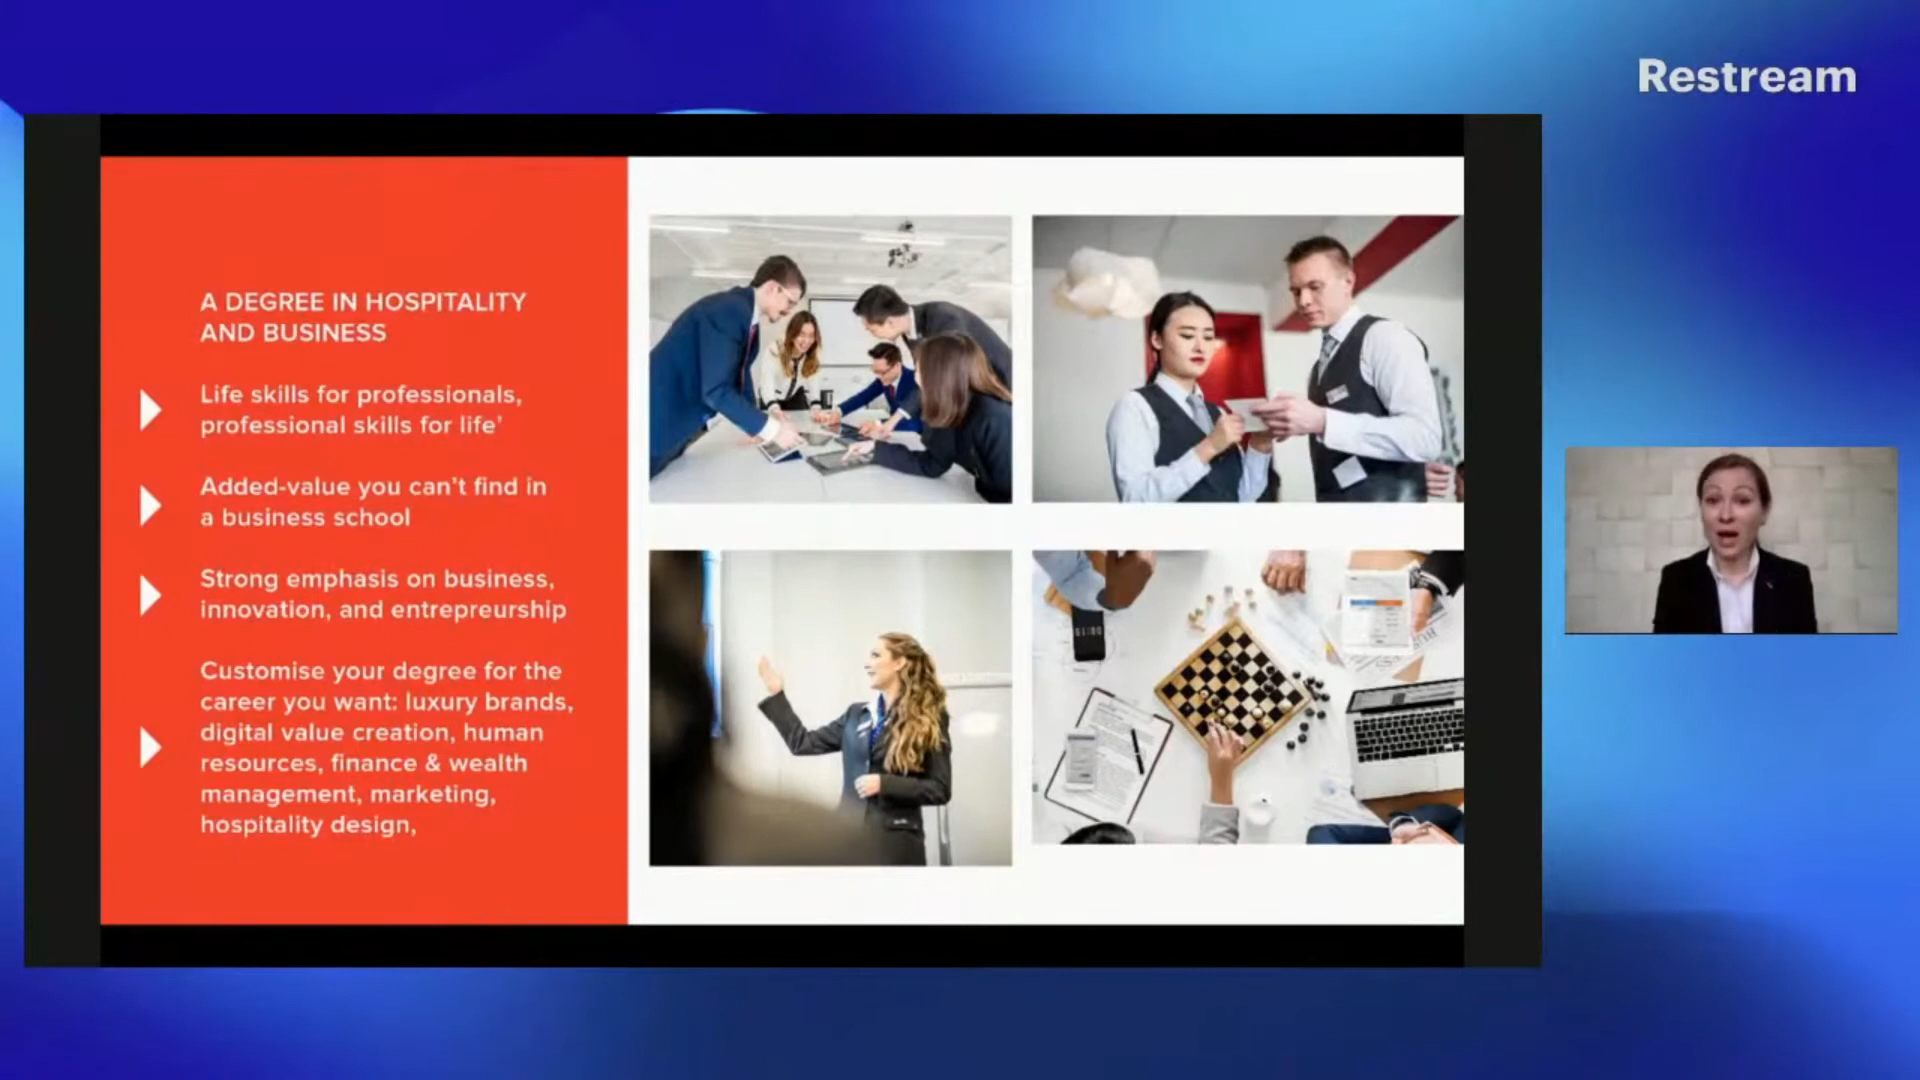 Restream
A DEGREE IN HOSPITALITY
AND BUSINESS
Life skills for professionals,
professional skills for life’
Added-value you can’t find in
a business school
Strong emphasis on business,
innovation, and entrepreurship
Customise your degree for the
career you want: luxury brands,
digital value creation, human
resources, finance & wealth
management, marketing,
hospitality design,